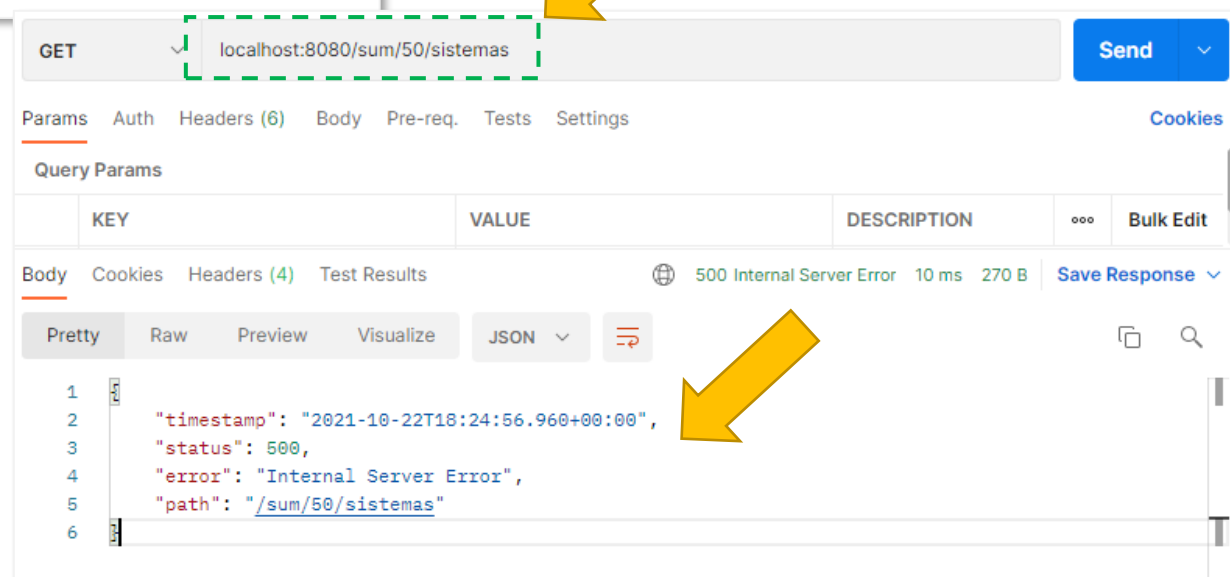 GET localhost:8080/sum/50/sistemas Send
Params Auth Headers (6) Body Pre-req. Tests Settings Cookies
Query Params
KEY VALUE DESCRIPTION ooo Bulk Edit
Body Cookies Headers (4) Test Results 500 Internal Server Error 10 ms 270 B Save Response
Pretty Raw Preview Visualize JSON
1 {
2 "timestamp": "2021-10-22T18:24:56.960+00:00",
3 "status": 500,
4 "error": "Internal Server Error",
5 "path": "/sum/50/sistemas"
6 }